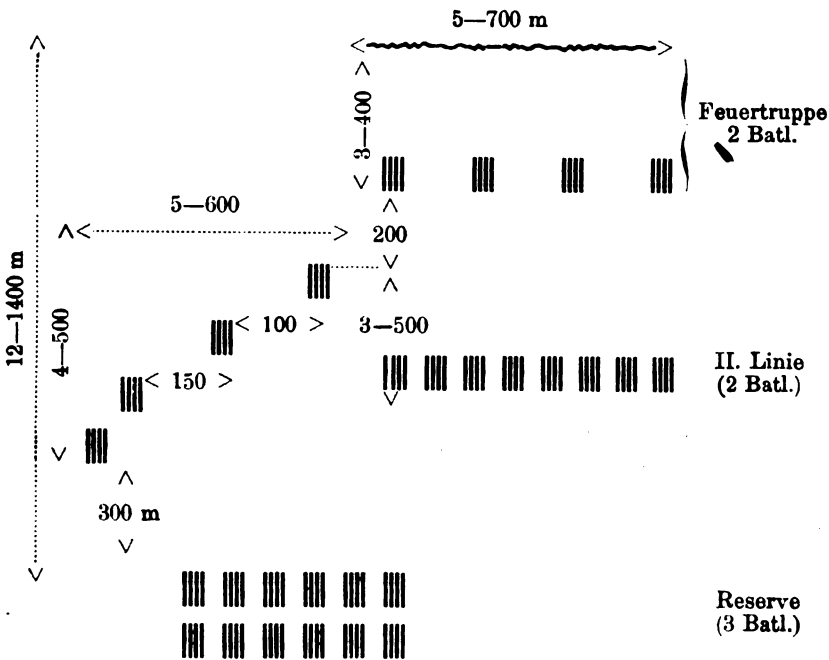 5—700 m
3—400
Feuertruppe
2 Batl.
5—600
200
12—1400 m
4—500
100
3—500
150
II. Linie
(2 Batl.)
300 m
Reserve
(3 Batl.)